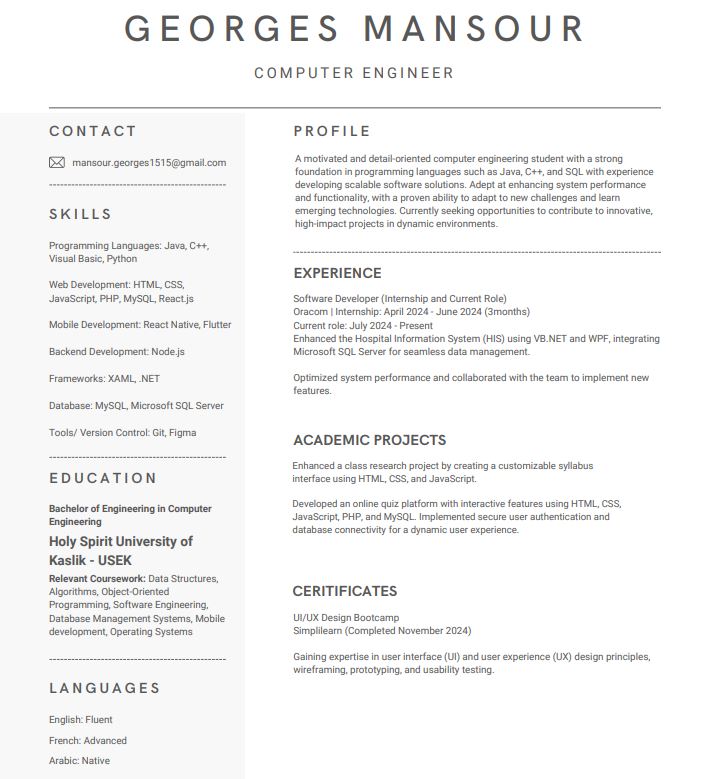 GEORGES MANSOUR
COMPUTER ENGINEER
CONTACT
mansour.georges1515@gmail.com
SKILLS
Programming Languages: Java, C++,
Visual Basic, Python
Web Development: HTML, CSS,
JavaScript, PHP, MySQL, React.js
Mobile Development: React Native, Flutter
Backend Development: Node.js
Frameworks: XAML, .NET
Database: MySQL, Microsoft SQL Server
Tools/ Version Control: Git, Figma
EDUCATION
Bachelor of Engineering in Computer
Engineering
Holy Spirit University of
Kaslik - USEK
Relevant Coursework: Data Structures,
Algorithms, Object-Oriented
Programming, Software Engineering,
Database Management Systems, Mobile
development, Operating Systems
LANGUAGES
English: Fluent
French: Advanced
Arabic: Native
PROFILE
A motivated and detail-oriented computer engineering student with a strong
foundation in programming languages such as Java, C++, and SQL with experience
developing scalable software solutions. Adept at enhancing system performance
and functionality, with a proven ability to adapt to new challenges and learn
emerging technologies. Currently seeking opportunities to contribute to innovative,
high-impact projects in dynamic environments.
EXPERIENCE
Software Developer (Internship and Current Role)
Oracom | Internship: April 2024 - June 2024 (3months)
Current role: July 2024 - Present
Enhanced the Hospital Information System (HIS) using VB.NET and WPF, integrating
Microsoft SQL Server for seamless data management.
Optimized system performance and collaborated with the team to implement new
features.
ACADEMIC PROJECTS
Enhanced a class research project by creating a customizable syllabus
interface using HTML, CSS, and JavaScript.
Developed an online quiz platform with interactive features using HTML, CSS,
JavaScript, PHP, and MySQL. Implemented secure user authentication and
database connectivity for a dynamic user experience.
CERITIFICATES
UI/UX Design Bootcamp
Simplilearn (Completed November 2024)
Gaining expertise in user interface (UI) and user experience (UX) design principles,
wireframing, prototyping, and usability testing.